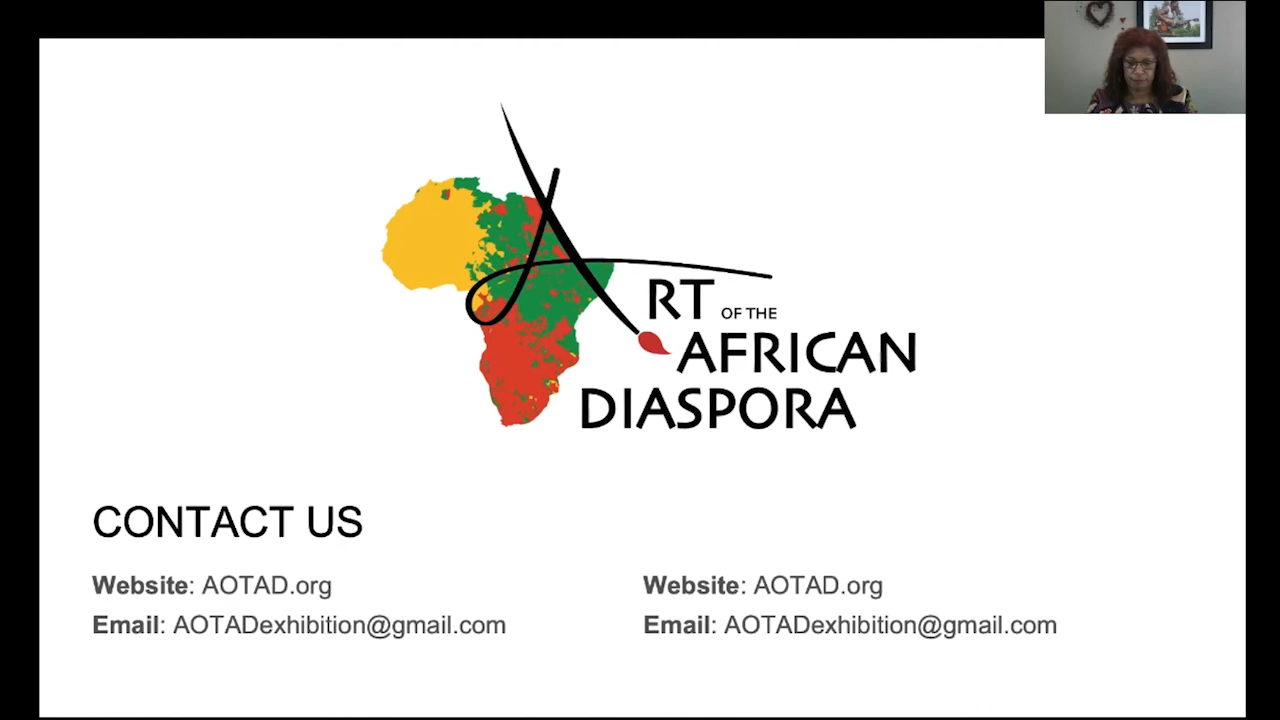 ART OF THE
AFRICAN
DIASPORA
CONTACT US
Website: AOTAD.org
Email: AOTADexhibition@gmail.com
Website: AOTAD.org
Email: AOTADexhibition@gmail.com